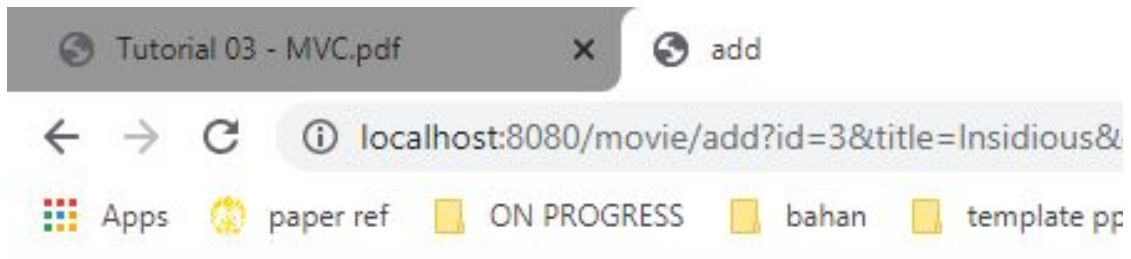 Tutorial 03 - MVC.pdf add
localhost:8080/movie/add?id=3&title=Insidious&
Apps paper ref ON PROGRESS bahan template pp